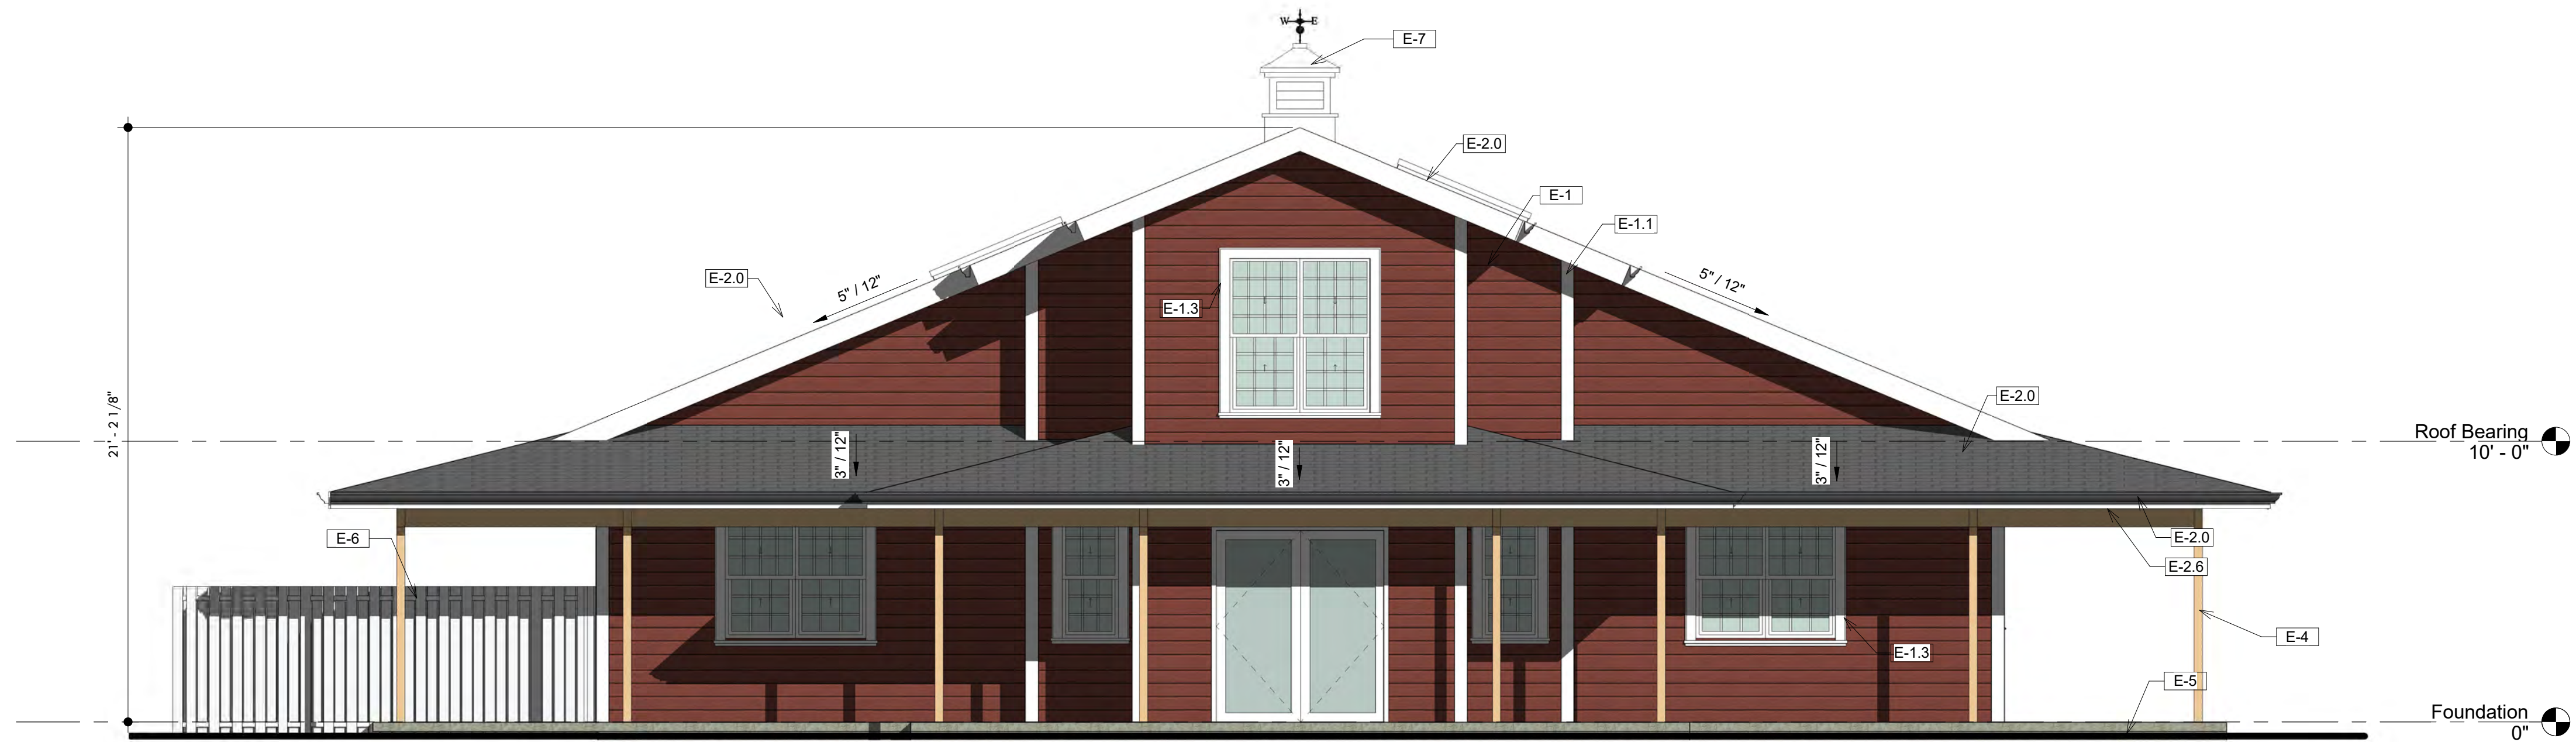 W E
E-7
E-2.0
E-1
E-1.1
E-2.0
5" / 12"
5" / 12"
E-1.3
21' - 2 1/8"
E-2.0
Roof Bearing
10' - 0"
3" / 12"
3" / 12"
3" / 12"
E-6
E-2.0
E-2.6
E-4
E-1.3
E-5
Foundation
0"